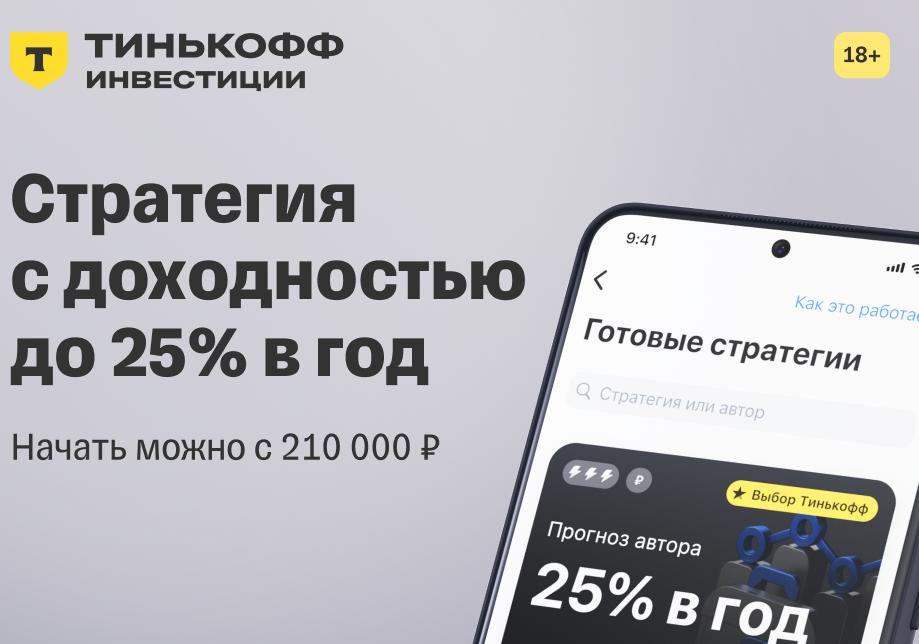 ТИНЬКОФФ
ИНВЕСТИЦИИ
18+
Стратегия
с доходностью
до 25% в год
Начать можно с 210 000 ₽
9:41
Как это работае
Готовые стратегии
Стратегия или автор
₽
Выбор Тинькофф
Прогноз автора
25% в год